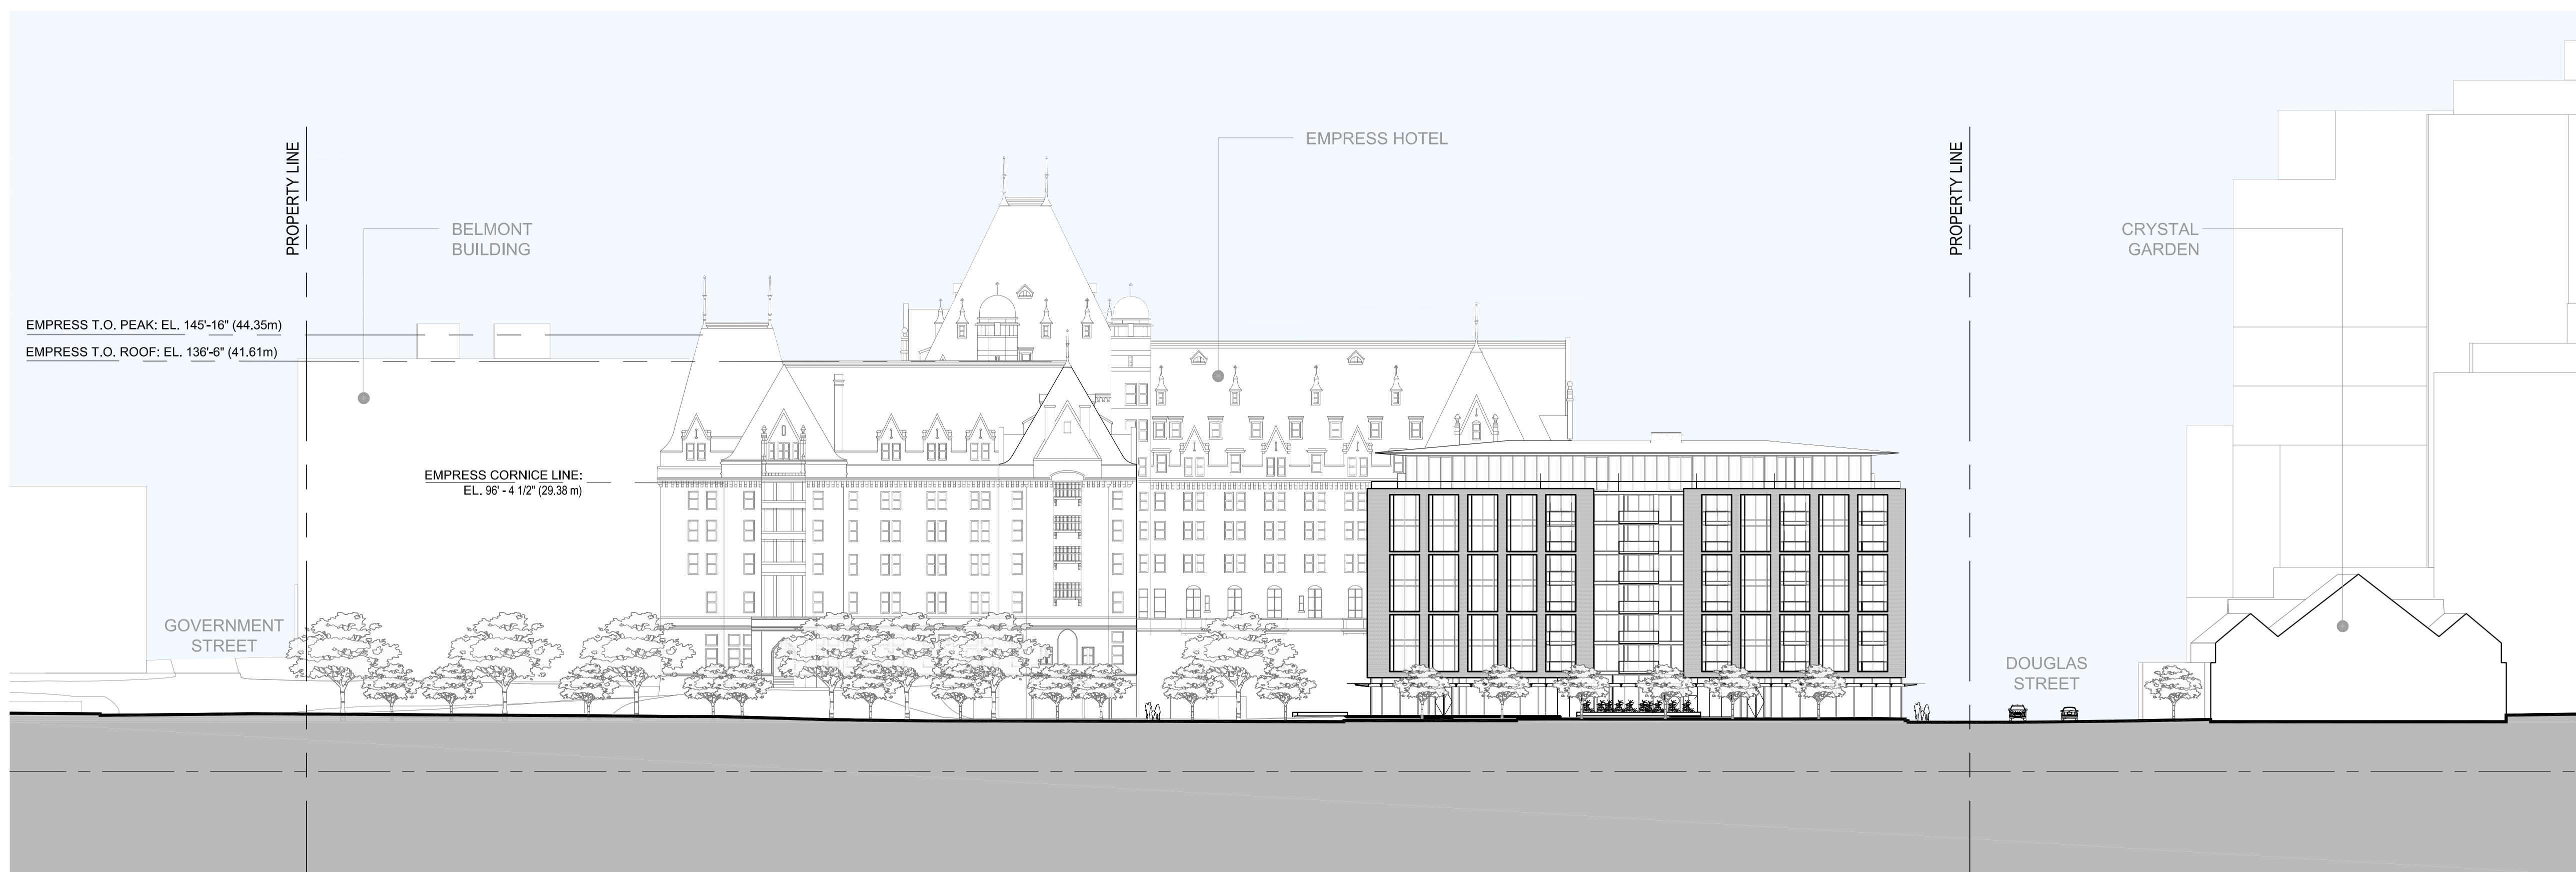 PROPERTY LINE
EMPRESS HOTEL
PROPERTY LINE
BELMONT
BUILDING
CRYSTAL
GARDEN
EMPRESS T.O. PEAK: EL. 145'-16" (44.35m)
EMPRESS T.O. ROOF: EL. 136'-6" (41.61m)
EMPRESS CORNICE LINE:
EL. 96' - 4 1/2" (29.38 m)
GOVERNMENT
STREET
DOUGLAS
STREET